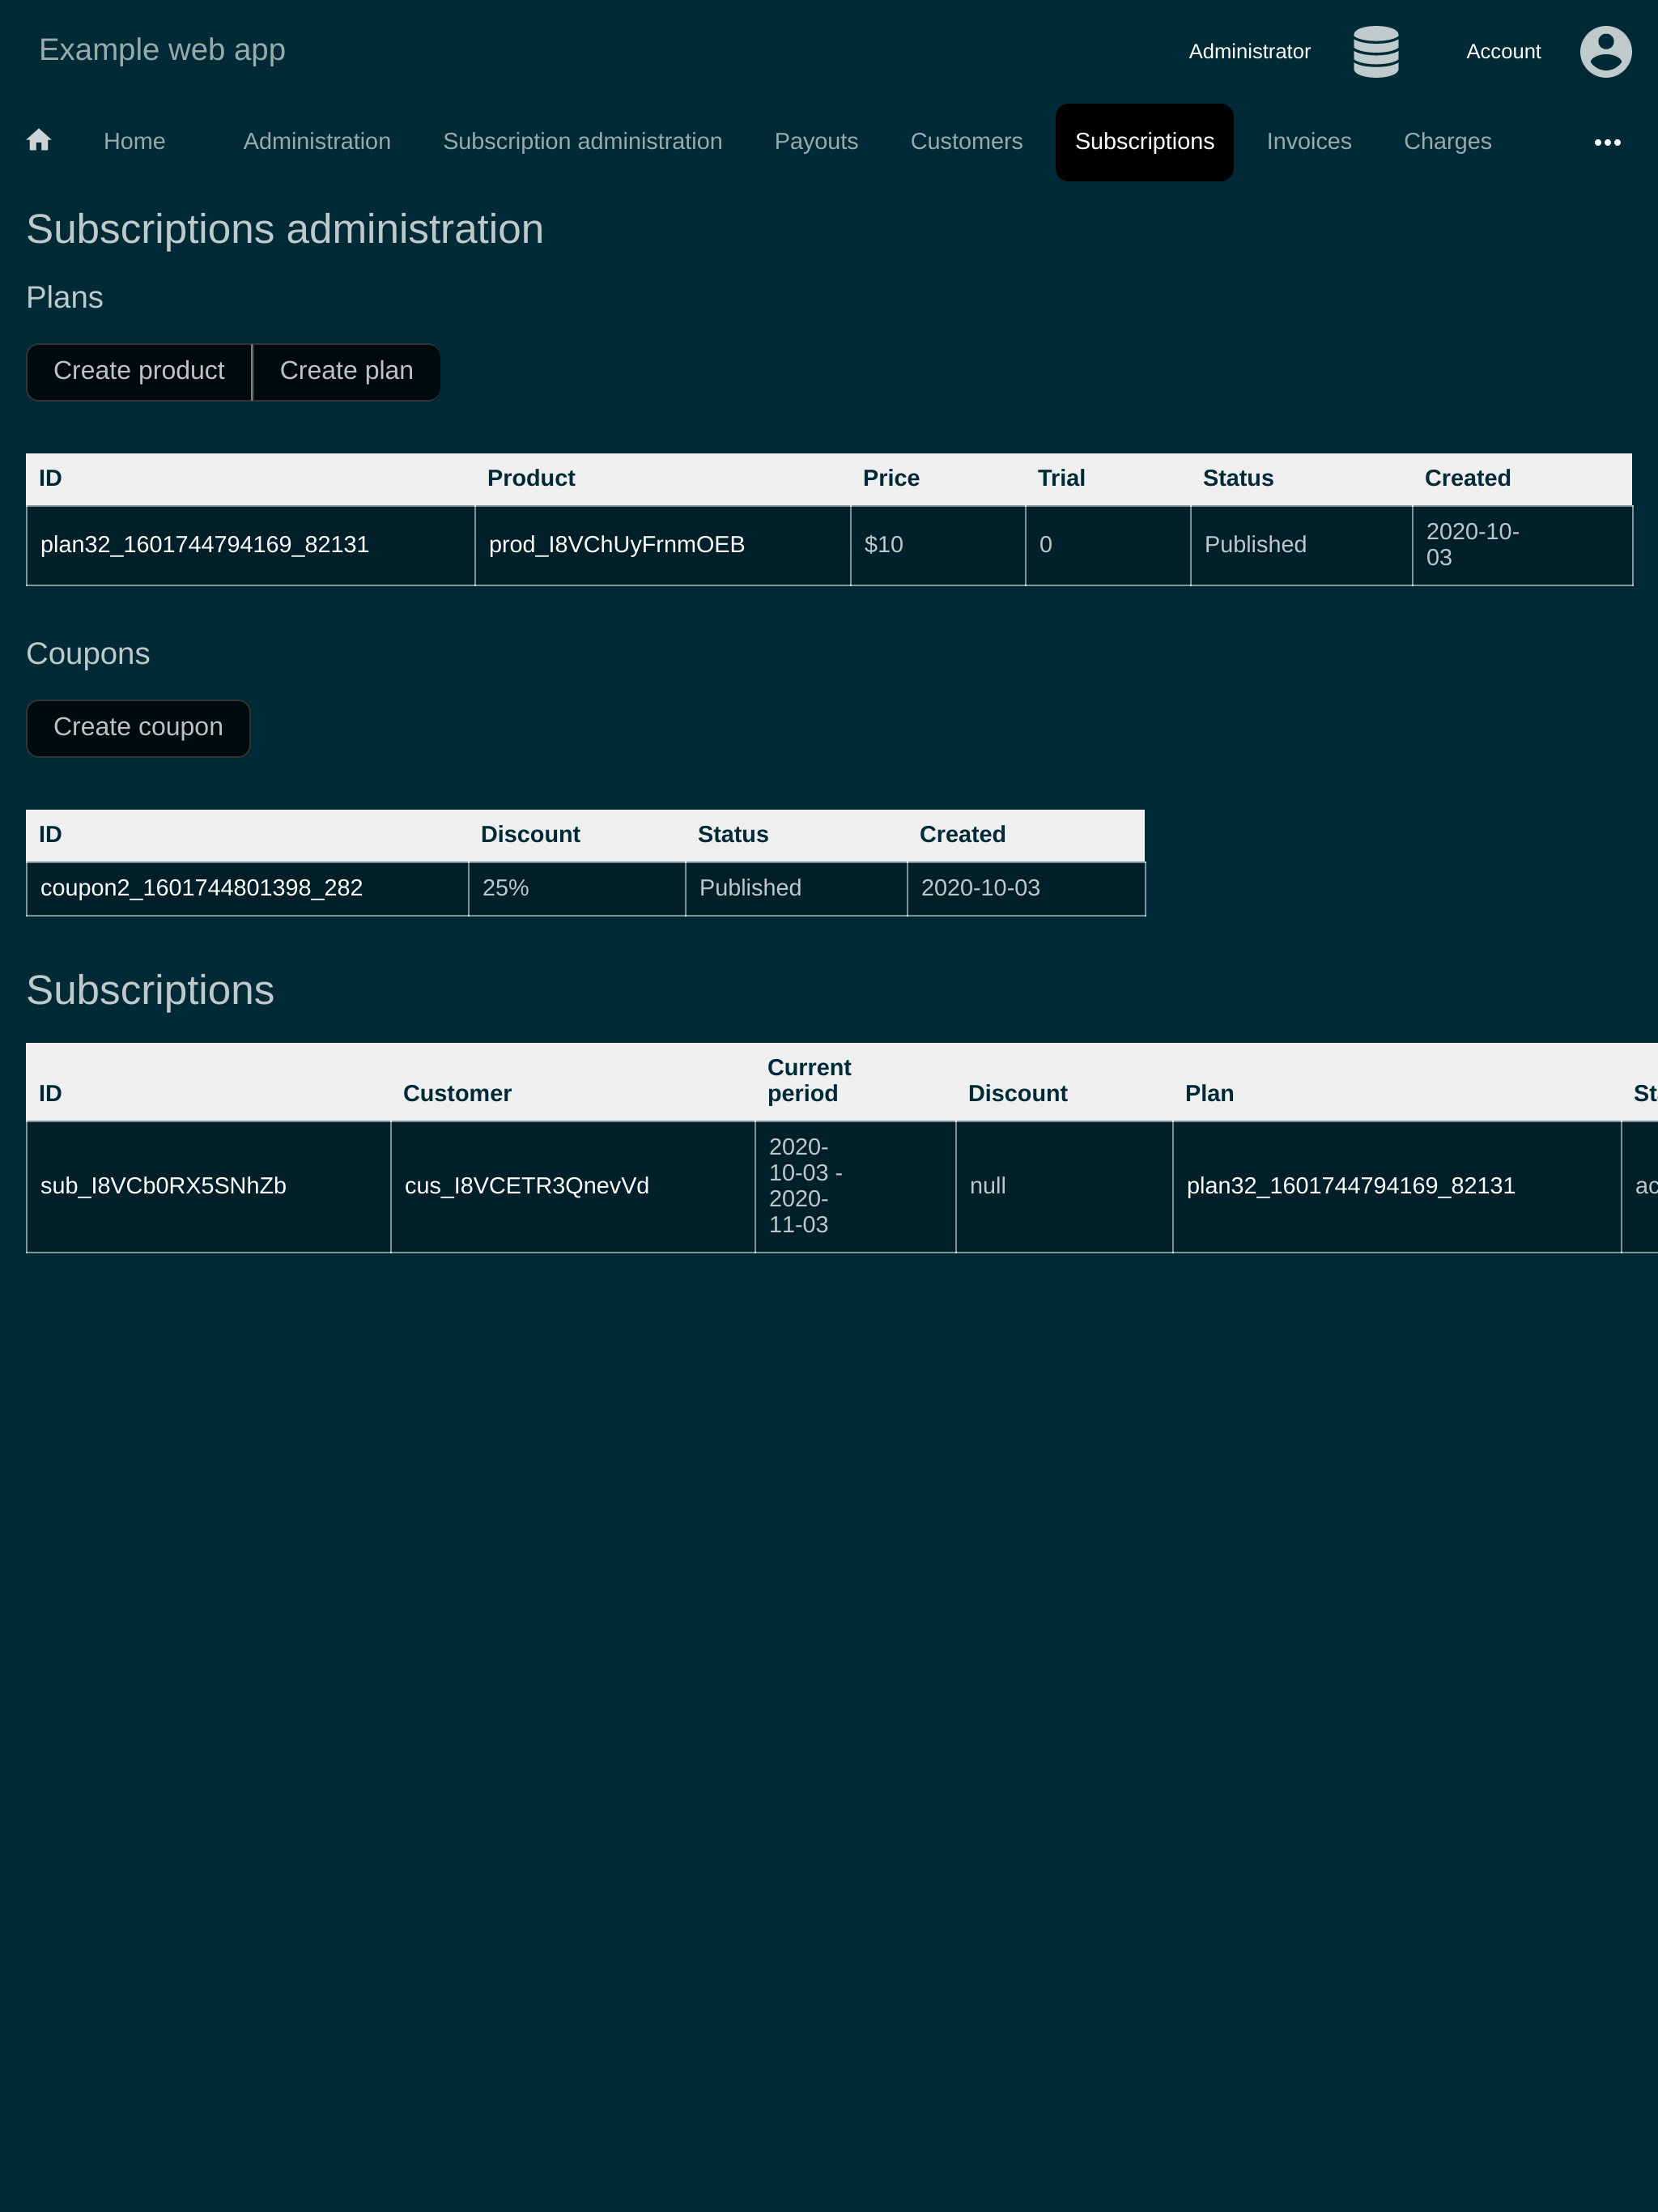 Example web app
Administrator
Account
Home Administration Subscription administration Payouts Customers Subscriptions Invoices Charges
Subscriptions administration
Plans
Create product Create plan
ID Product Price Trial Status Created
plan32_1601744794169_82131 prod_I8VChUyFrnmOEB $10 0 Published 2020-10-
03
Coupons
Create coupon
ID Discount Status Created
coupon2_1601744801398_282 25% Published 2020-10-03
Subscriptions
Current
ID Customer period Discount Plan
2020-
10-03 -
sub_I8VCb0RX5SNhZb cus_I8VCETR3QnevVd null plan32_1601744794169_82131
2020-
11-03